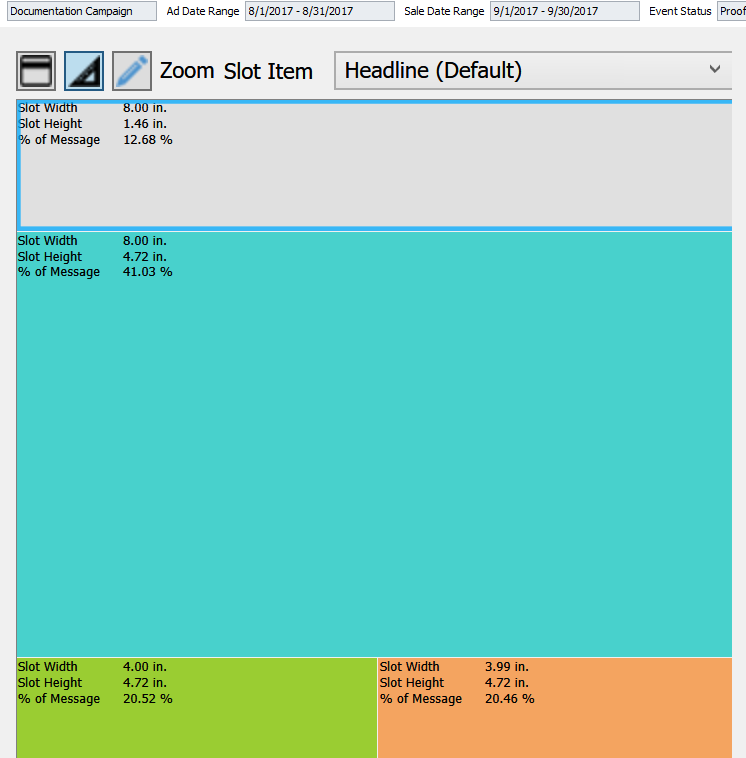 Documentation Campaign Ad Date Range 8/1/2017 - 8/31/2017 Sale Date Range 9/1/2017 - 9/30/2017 Event Status Proof
Zoom Slot Item Headline (Default)
Slot Width 8.00 in.
Slot Height 1.46 in.
% of Message 12.68 %
Slot Width 8.00 in.
Slot Height 4.72 in.
% of Message 41.03 %
Slot Width 4.00 in.
Slot Height 4.72 in.
% of Message 20.52 %
Slot Width 3.99 in.
Slot Height 4.72 in.
% of Message 20.46 %